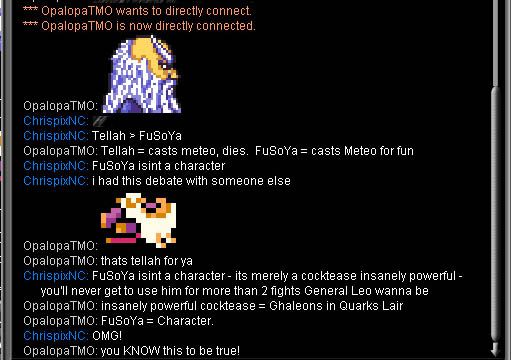 *** OpalopaTMO wants to directly connect.
*** OpalopaTMO is now directly connected.
OpalopaTMO:
ChrispixNC:
ChrispixNC: Tellah > FuSoYa
OpalopaTMO: Tellah = casts meteo, dies.  FuSoYa = casts Meteo for fun
ChrispixNC: FuSoYa isint a character
ChrispixNC: i had this debate with someone else
OpalopaTMO:
OpalopaTMO: thats tellah for ya
ChrispixNC: FuSoYa isint a character - its merely a cocktease insanely powerful -
you'll never get to use him for more than 2 fights General Leo wanna be
OpalopaTMO: insanely powerful cocktease = Ghaleons in Quarks Lair
OpalopaTMO: FuSoYa = Character.
ChrispixNC: OMG!
OpalopaTMO: you KNOW this to be true!